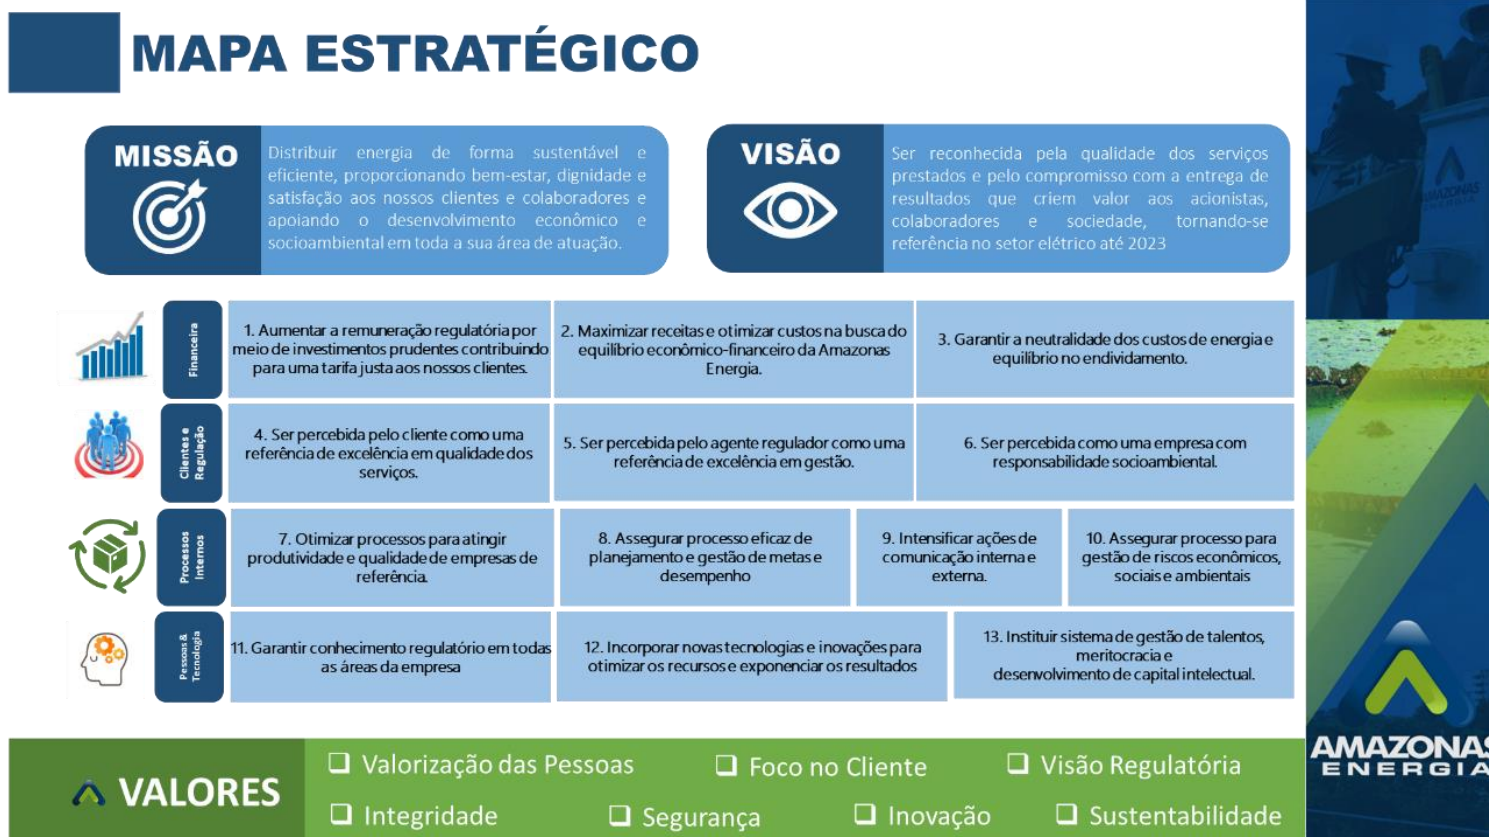 MAPA ESTRATÉGICO
MISSÃO
Distribuir energia de forma sustentável e
eficiente, proporcionando bem-estar, dignidade e
satisfação aos nossos clientes e colaboradores e
apoiando o desenvolvimento econômico e
socioambiental em toda a sua área de atuação.
VISÃO
Ser reconhecida pela qualidade dos serviços
prestados e pelo compromisso com a entrega de
resultados que criem valor aos acionistas,
colaboradores e sociedade, tornando-se
referência no setor elétrico até 2023
Financeira
1. Aumentar a remuneração regulatória por
meio de investimentos prudentes contribuindo
para uma tarifa justa aos nossos clientes.
2. Maximizar receitas e otimizar custos na busca do
equilíbrio econômico-financeiro da Amazonas
Energia.
3. Garantir a neutralidade dos custos de energia e
equilíbrio no endividamento.
Clientes e
Regulação
4. Ser percebida pelo cliente como uma
referência de excelência em qualidade dos
serviços.
5. Ser percebida pelo agente regulador como uma
referência de excelência em gestão.
6. Ser percebida como uma empresa com
responsabilidade socioambiental.
Processos
Internos
7. Otimizar processos para atingir
produtividade e qualidade de empresas de
referência.
8. Assegurar processo eficaz de
planejamento e gestão de metas e
desempenho
9. Intensificar ações de
comunicação interna e
externa.
10. Assegurar processo para
gestão de riscos econômicos,
sociais e ambientais
Pessoas &
Tecnologia
11. Garantir conhecimento regulatório em todas
as áreas da empresa
12. Incorporar novas tecnologias e inovações para
otimizar os recursos e exponenciar os resultados
13. Instituir sistema de gestão de talentos,
meritocracia e
desenvolvimento de capital intelectual.
VALORES
Valorização das Pessoas
Foco no Cliente
Visão Regulatória
Integridade
Segurança
Inovação
Sustentabilidade
AMAZONAS
ENERGIA
AMAZONAS
ENERGIA